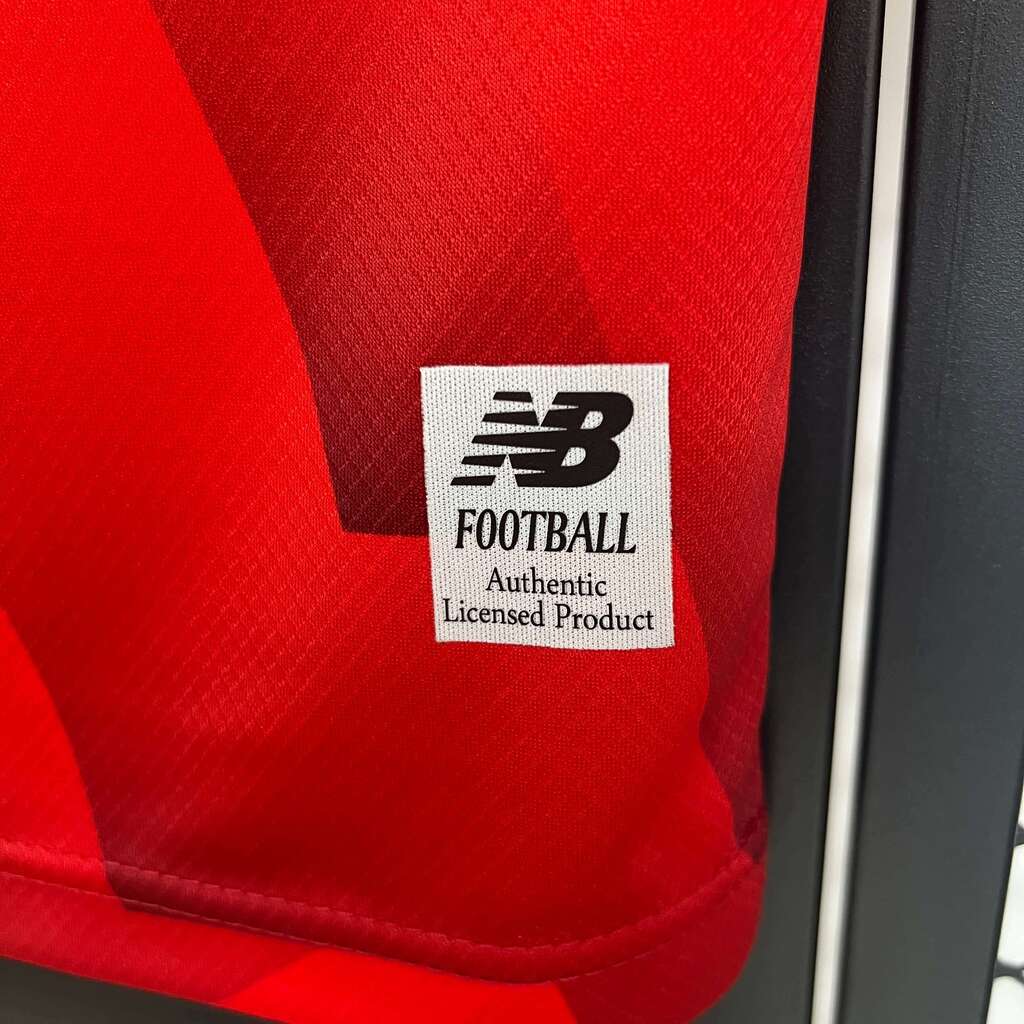 NB
FOOTBALL
Authentic
Licensed Product